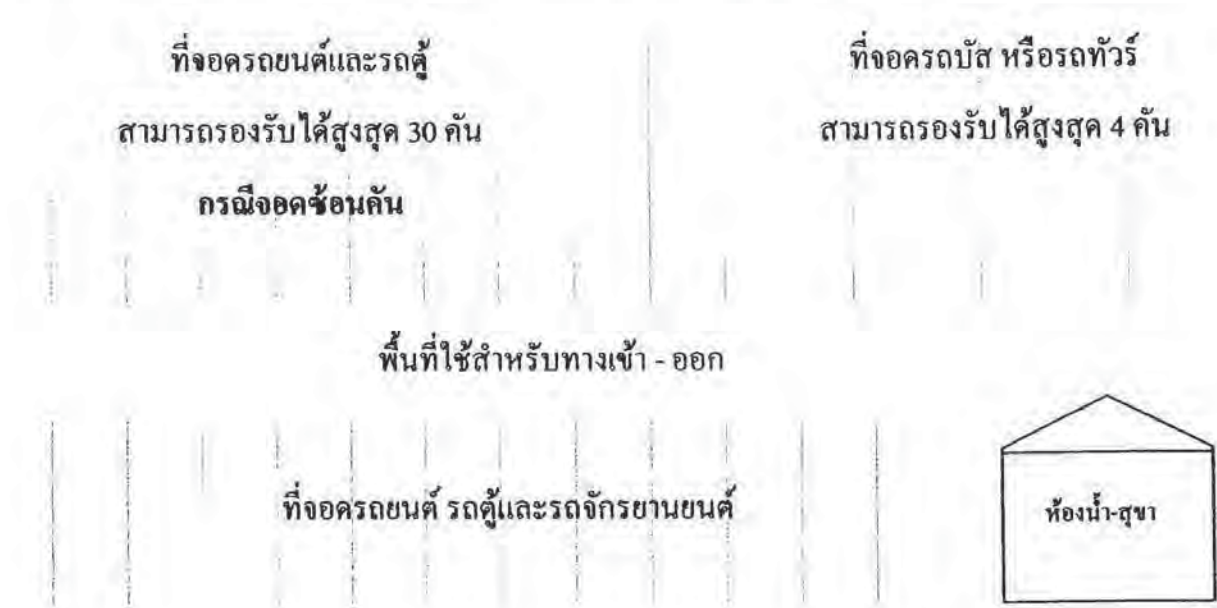 ที่จอดรถยนต์และรถตู้
สามารถรองรับได้สูงสุด 30 คัน
กรณีจอดซ้อนคัน
ที่จอดรถบัส หรือรถทัวร์
สามารถรองรับได้สูงสุด 4 คัน
พื้นที่ใช้สำหรับทางเข้า - ออก
ที่จอดรถยนต์ รถตู้และรถจักรยานยนต์
ห้องน้ำ-สุขา